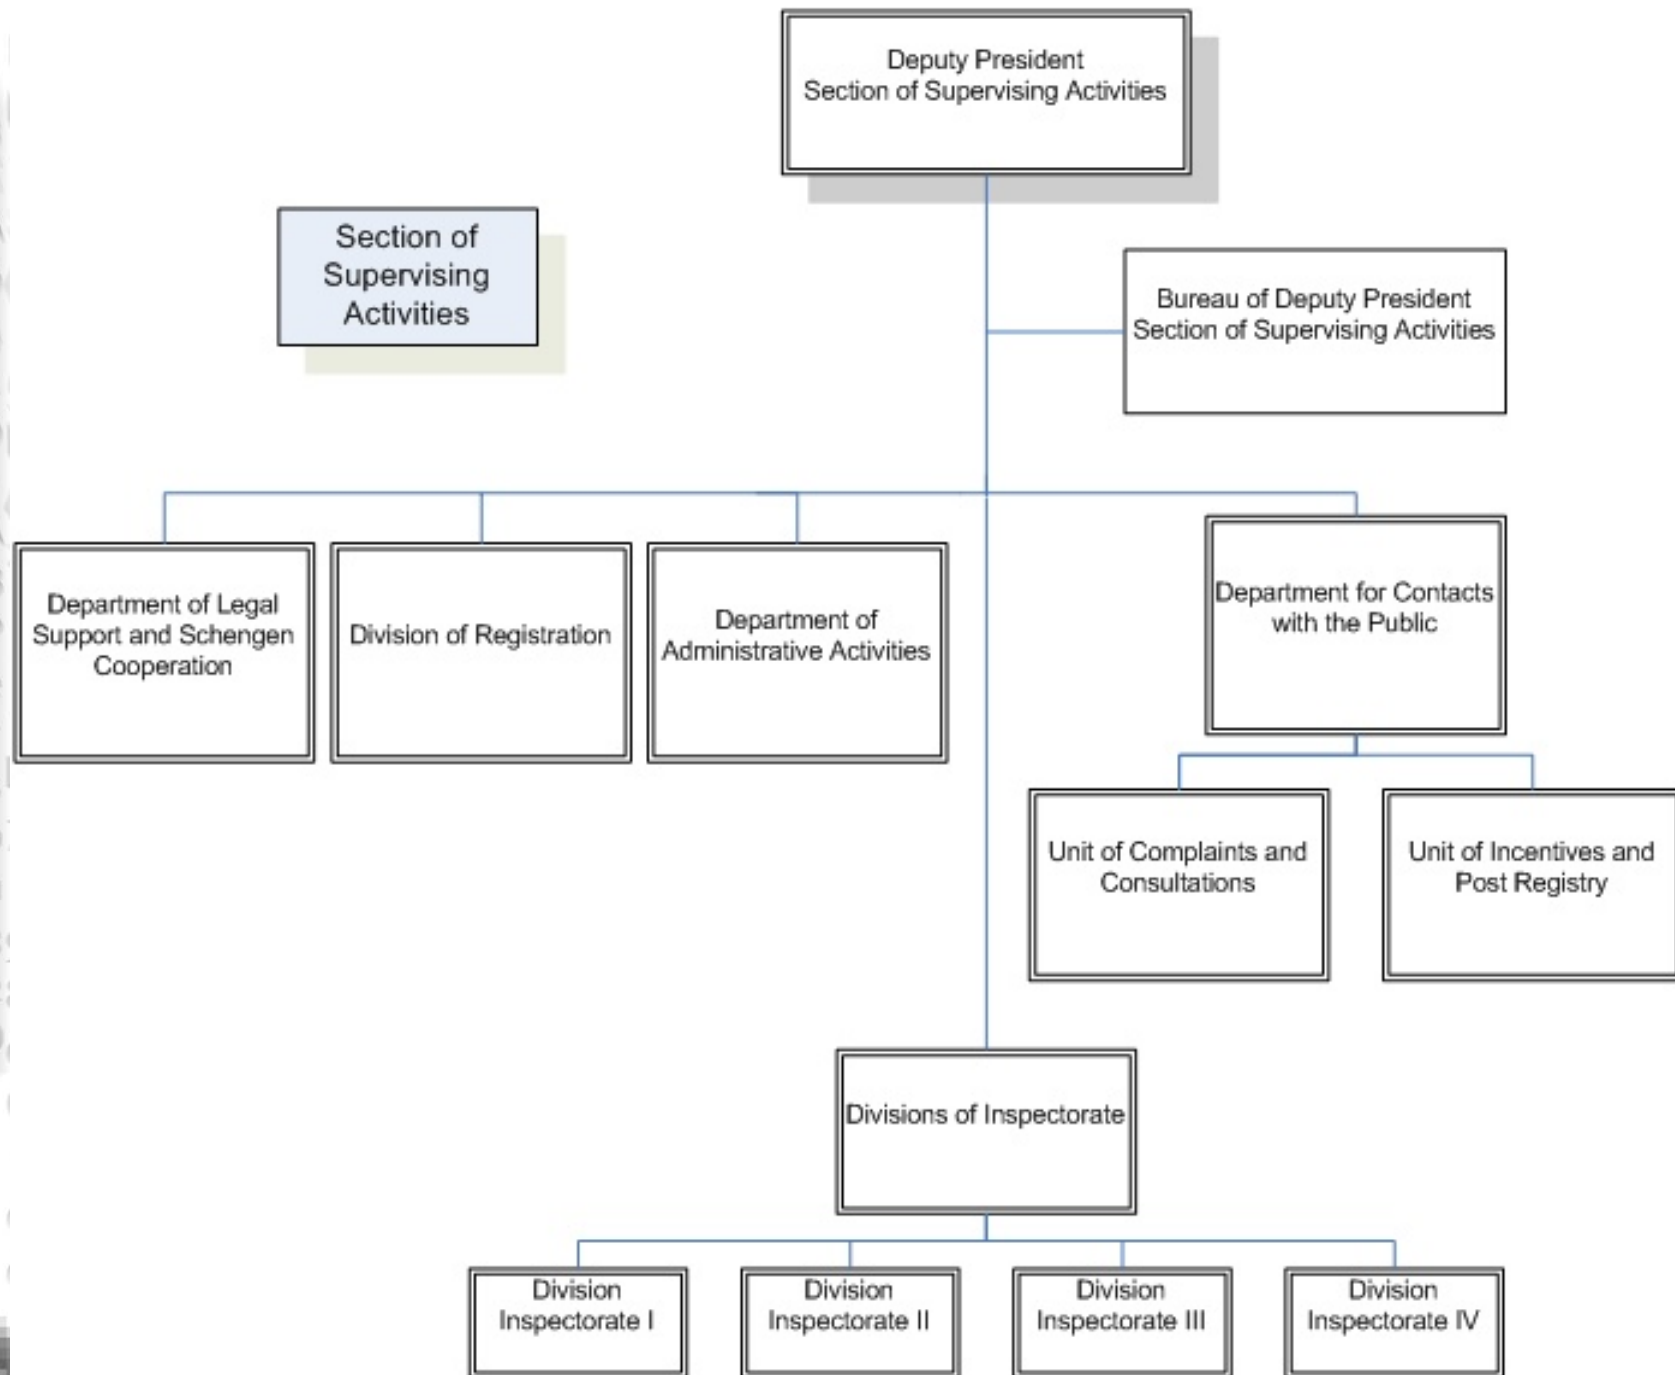 Deputy President
Section of Supervising Activities
Section of
Supervising
Activities
Bureau of Deputy President
Section of Supervising Activities
Department of Legal
Support and Schengen
Cooperation
Division of Registration
Department of
Administrative Activities
Department for Contacts
with the Public
Unit of Complaints and
Consultations
Unit of Incentives and
Post Registry
Divisions of Inspectorate
Division
Inspectorate I
Division
Inspectorate II
Division
Inspectorate III
Division
Inspectorate IV